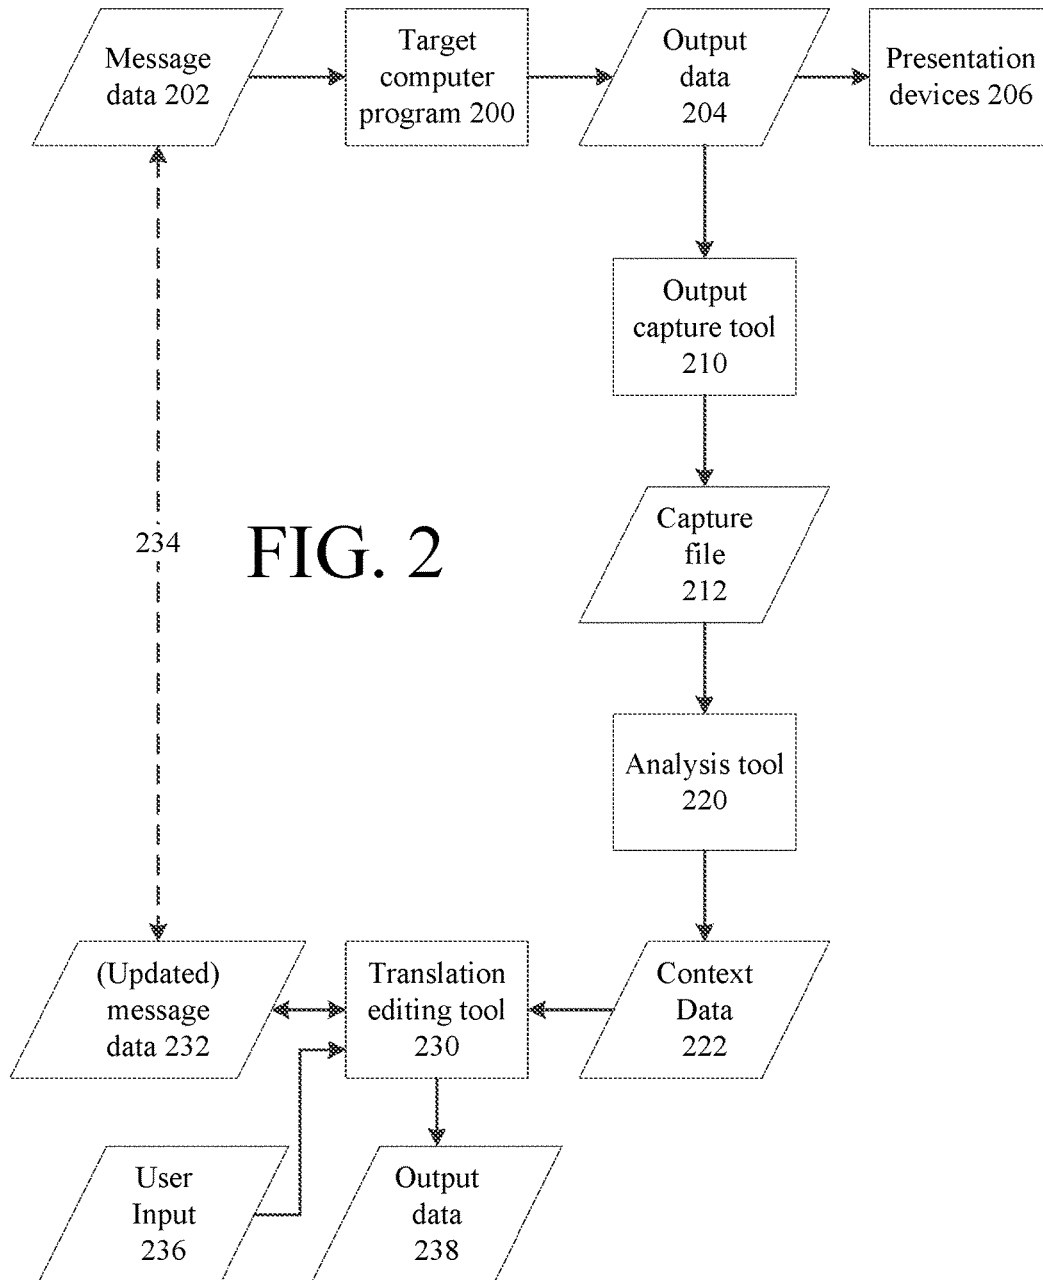 Message
data 202
Target
computer
program 200
Output
data
204
Presentation
devices 206
Output
capture tool
210
234
FIG. 2
Capture
file
212
Analysis tool
220
(Updated)
message
data 232
Translation
editing tool
230
Context
Data
222
User
Input
236
Output
data
238